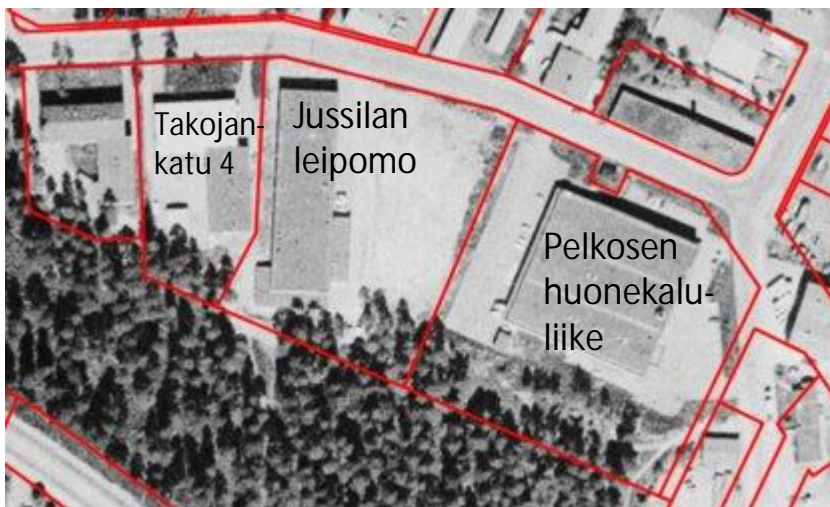 Takojan-
katu 4
Jussilan
leipomo
Pelkosen
huonekalu-
liike